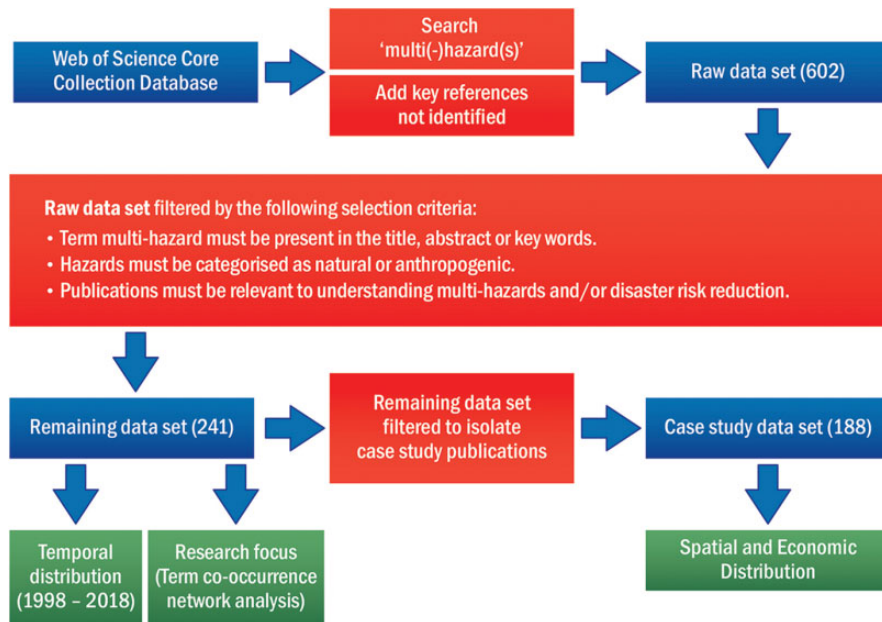 Web of Science Core
Collection Database
Search
‘multi(-)hazard(s)’
Add key references
not identified
Raw data set (602)
Raw data set filtered by the following selection criteria:
• Term multi-hazard must be present in the title, abstract or key words.
• Hazards must be categorised as natural or anthropogenic.
• Publications must be relevant to understanding multi-hazards and/or disaster risk reduction.
Remaining data set (241)
Remaining data set
filtered to isolate
case study publications
Case study data set (188)
Temporal
distribution
(1998 – 2018)
Research focus
(Term co-occurrence
network analysis)
Spatial and Economic
Distribution